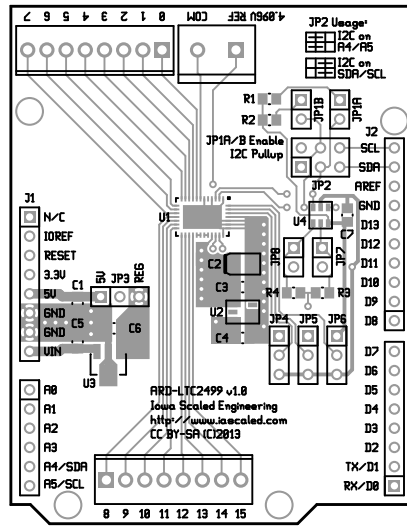 7 6 5 4 3 2 1 0
COM
4.096V REF
JP2 Usage:
I2C on
A4/A5
I2C on
SDA/SCL
R1
R2
JP1B
JP1A
JP1A/B Enable
I2C Pullup
J2
SCL
SDA
AREF
GND
D13
D12
D11
D10
D9
D8
JP2
U4
C7
U1
J1
N/C
IOREF
RESET
3.3V
5V
GND
GND
VIN
C1
5V
JP3
REG
C5
C6
U3
C2
C3
U2
C4
JP8
JP7
R4
R3
JP4
JP5
JP6
D7
D6
D5
D4
D3
D2
TX/D1
RX/D0
A0
A1
A2
A3
A4/SDA
A5/SCL
ARD-LTC2499 v1.0
Iowa Scaled Engineering
http://www.iascaled.com
CC BY-SA (C)2013
8 9 10 11 12 13 14 15